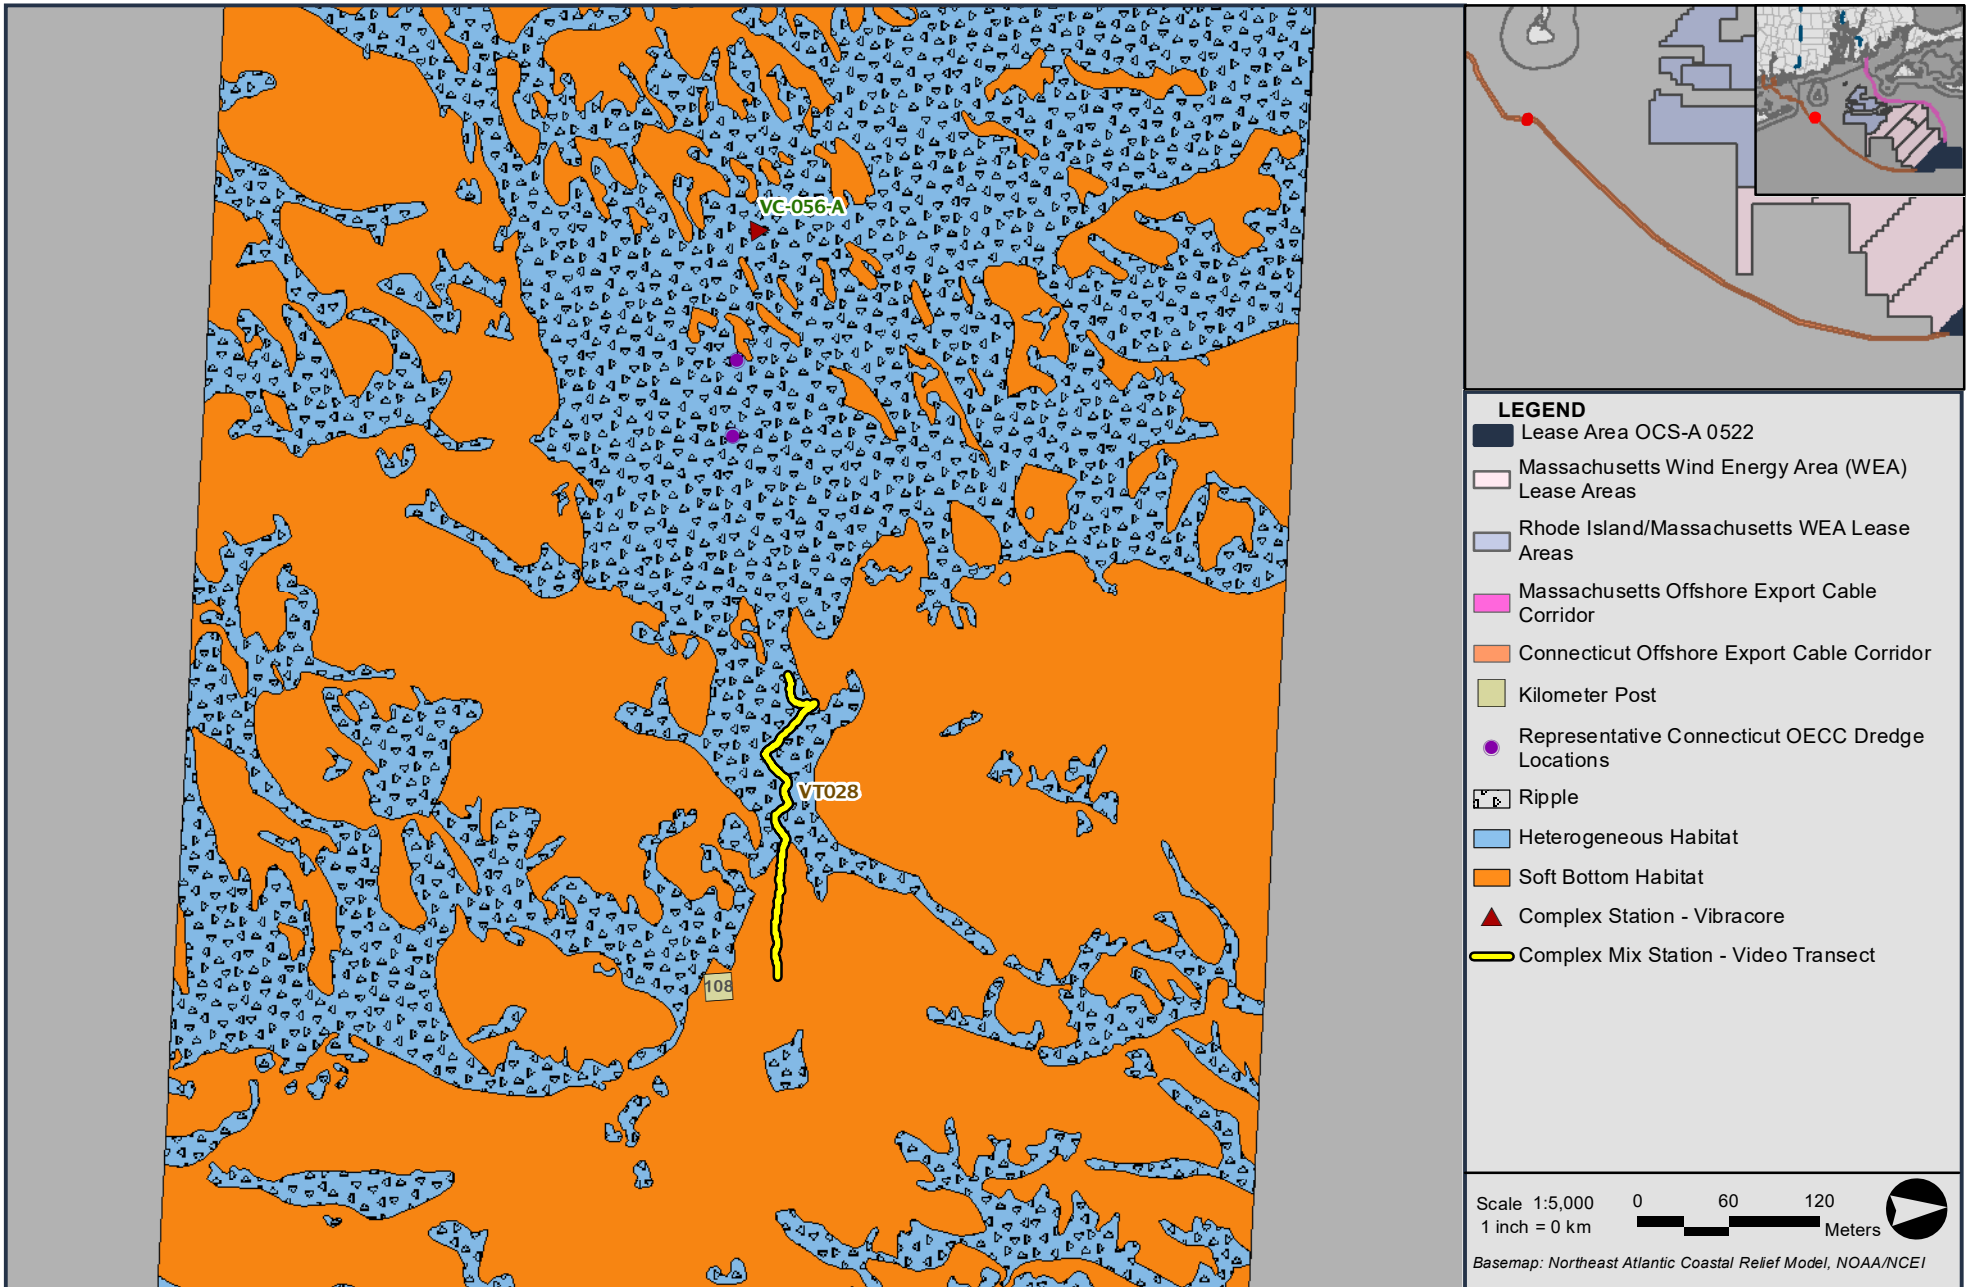 VC-056-A
VT028
108
LEGEND
Lease Area OCS-A 0522
Massachusetts Wind Energy Area (WEA)
Lease Areas
Rhode Island/Massachusetts WEA Lease
Areas
Massachusetts Offshore Export Cable
Corridor
Connecticut Offshore Export Cable Corridor
Kilometer Post
Representative Connecticut OECC Dredge
Locations
Ripple
Heterogeneous Habitat
Soft Bottom Habitat
Complex Station - Vibracore
Complex Mix Station - Video Transect
Scale 1:5,000
1 inch = 0 km
0 60 120
Meters
Basemap: Northeast Atlantic Coastal Relief Model, NOAA/NCEI